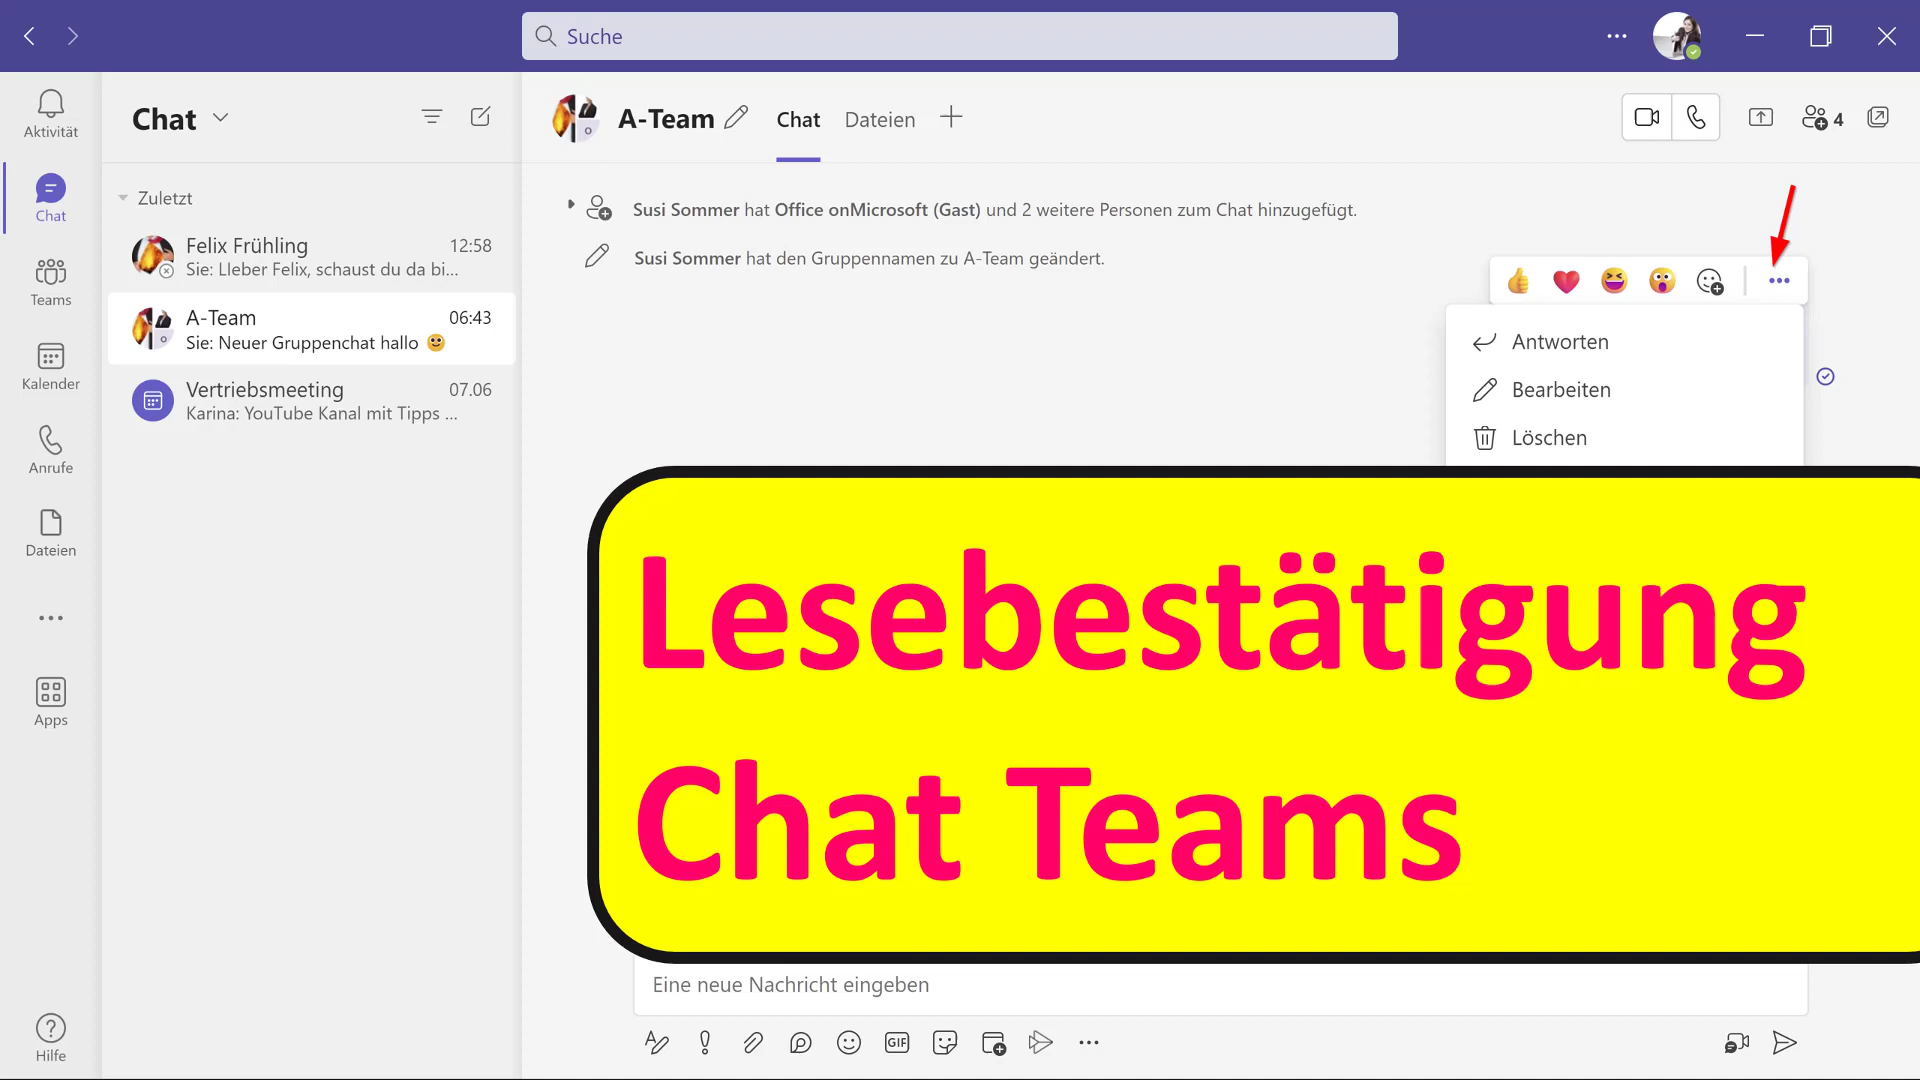 Suche
Aktivität
Chat
Teams
Kalender
Anrufe
Dateien
Apps
Hilfe
Chat
Zuletzt
Felix Frühling 12:58
Sie: Lleber Felix, schaust du da bi...
A-Team 06:43
Sie: Neuer Gruppenchat hallo
Vertriebsmeeting 07.06
Karina: YouTube Kanal mit Tipps ...
A-Team Chat Dateien 4
Susi Sommer hat Office onMicrosoft (Gast) und 2 weitere Personen zum Chat hinzugefügt.
Susi Sommer hat den Gruppennamen zu A-Team geändert.
Antworten
Bearbeiten
Löschen
Lesebestätigung
Chat Teams
Eine neue Nachricht eingeben
GIF